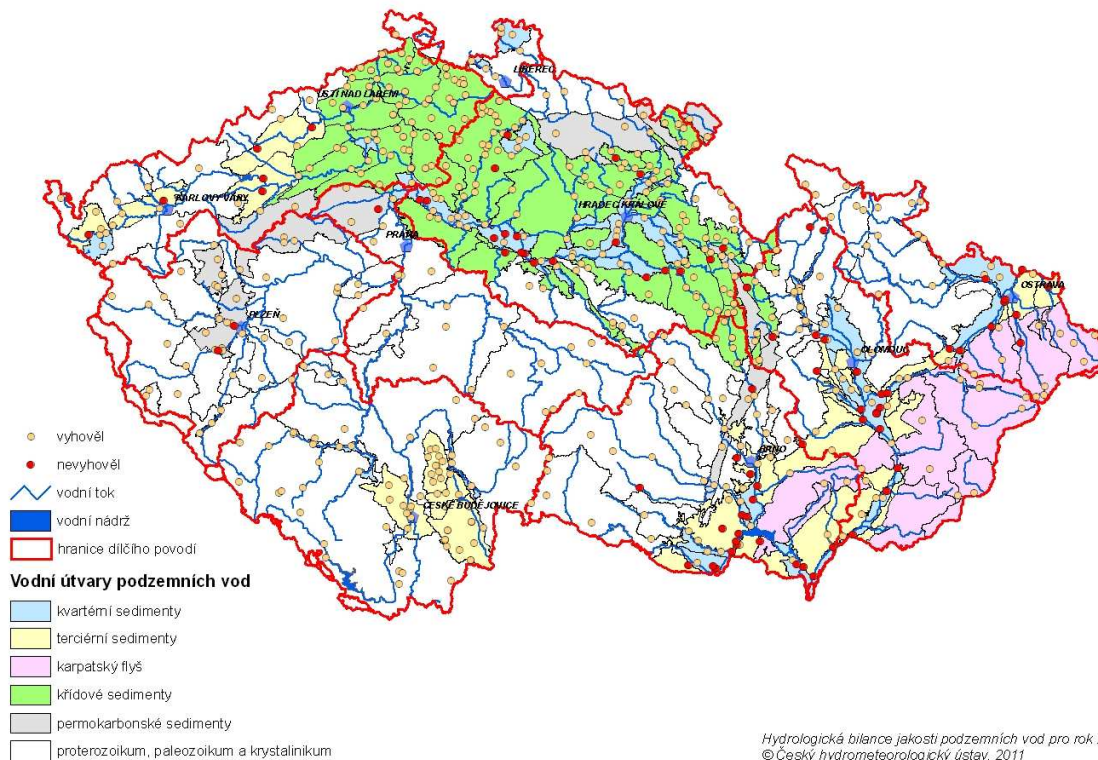 LIBEREC
ÚSTÍ NAD LABEM
KARLOVY VARY
HRADEC KRÁLOVÉ
PRAHA
PLZEŇ
OSTRAVA
OLOMOUC
BRNO
ČESKÉ BUDĚJOVICE
vyhověl
nevyhověl
vodní tok
vodní nádrž
hranice dílčího povodí
Vodní útvary podzemních vod
kvartérní sedimenty
terciérní sedimenty
karpatský flyš
křídové sedimenty
permokarbonské sedimenty
proterozoikum, paleozoikum a krystalinikum
Hydrologická bilance jakosti podzemních vod pro rok
© Český hydrometeorologický ústav, 2011